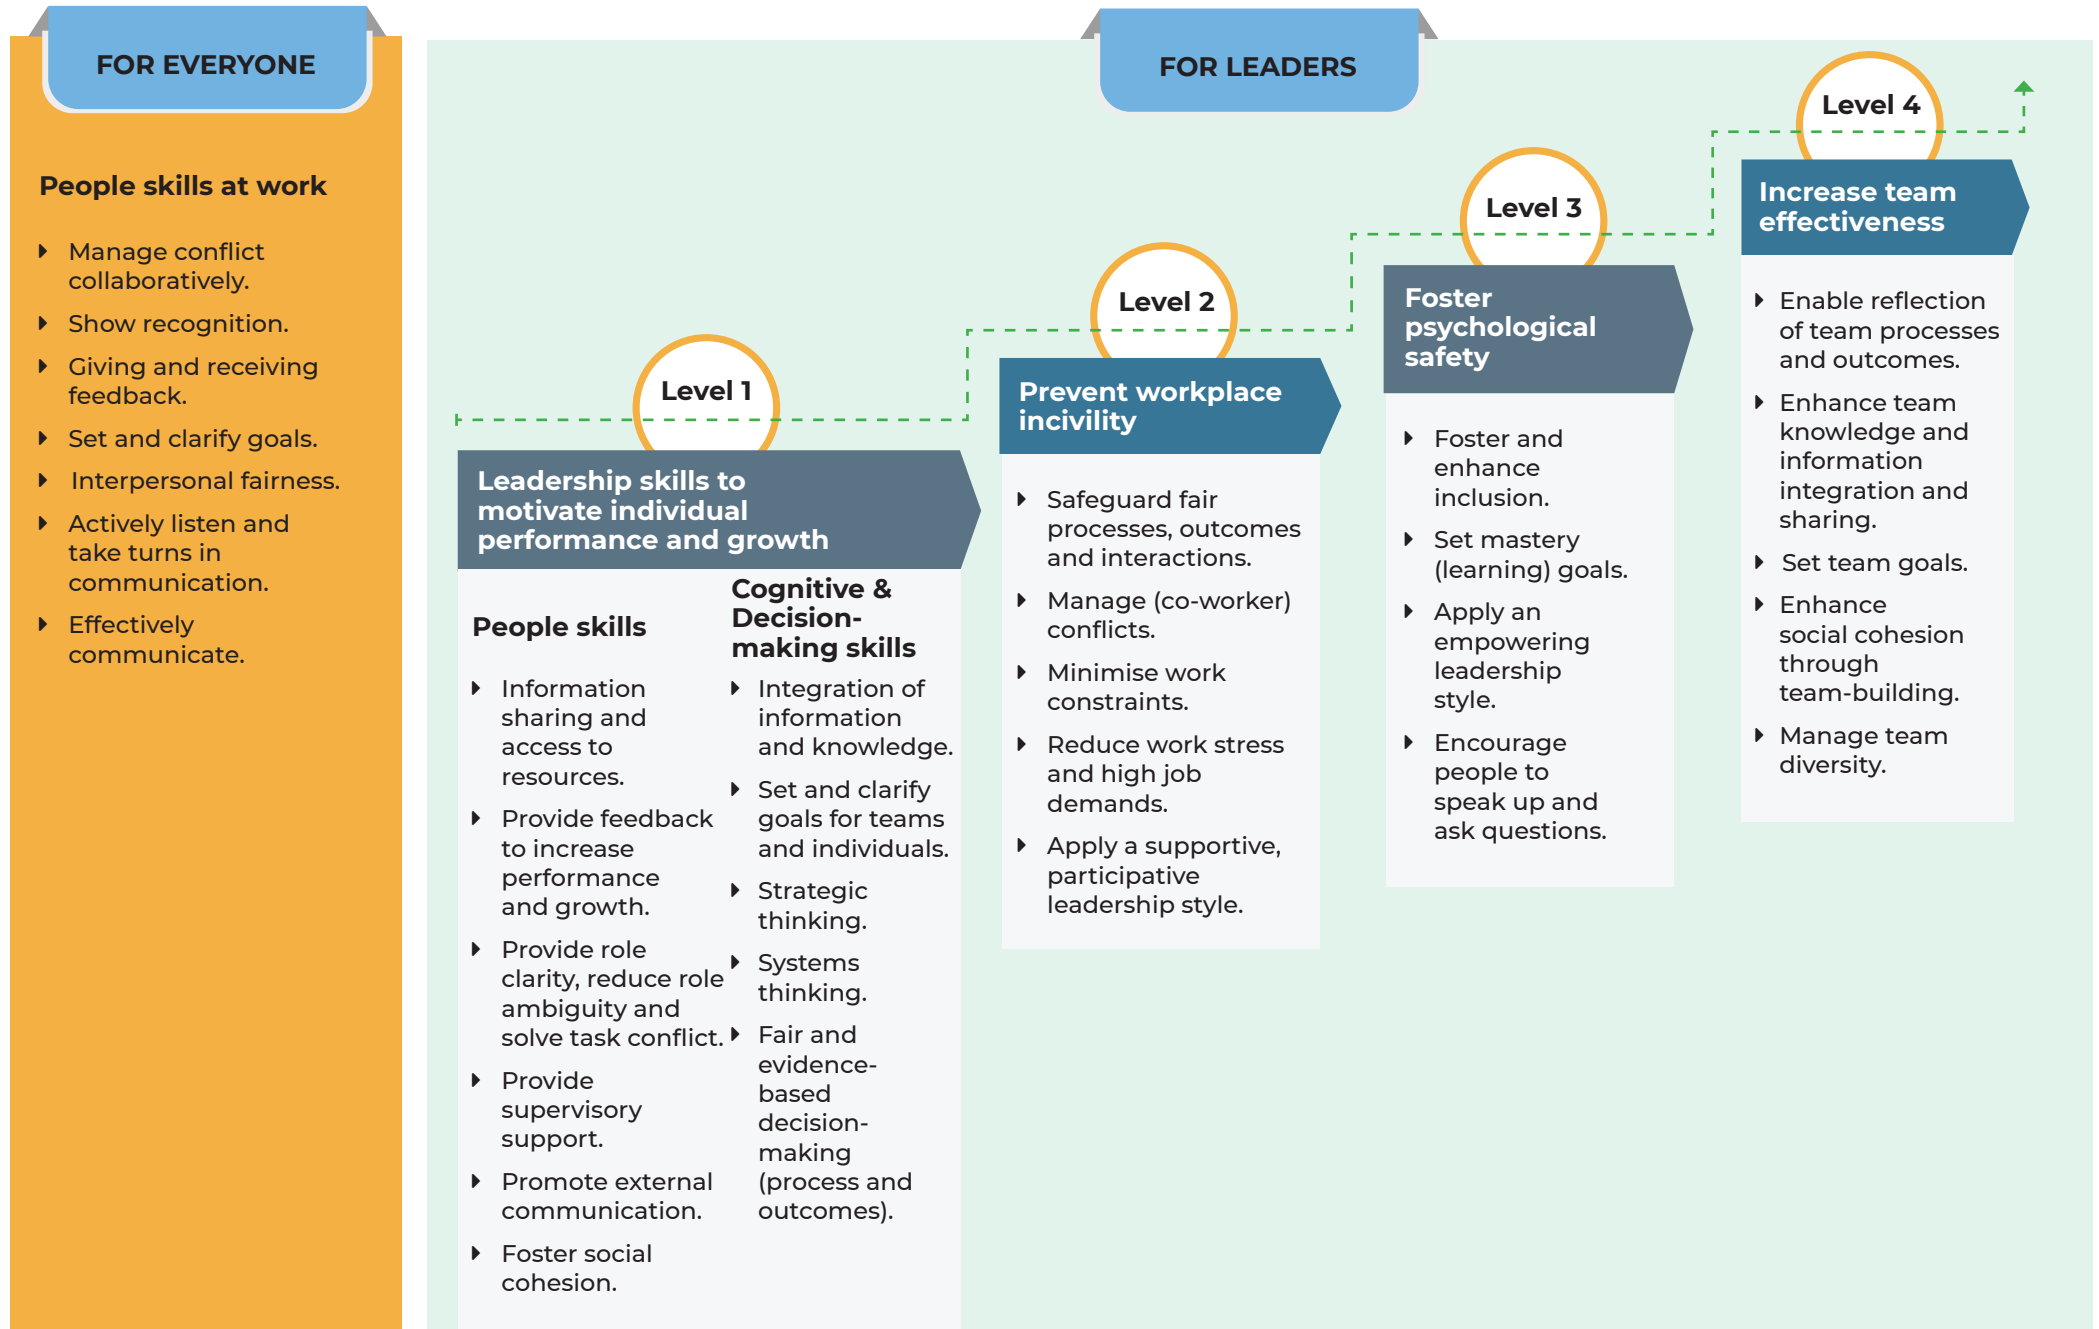 FOR EVERYONE
People skills at work
Manage conflict
collaboratively.
Show recognition.
Giving and receiving
feedback.
Set and clarify goals.
Interpersonal fairness.
Actively listen and
take turns in
communication.
Effectively
communicate.
FOR LEADERS
Level 1
Leadership skills to
motivate individual
performance and growth
People skills
Information
sharing and
access to
resources.
Provide feedback
to increase
performance
and growth.
Provide role
clarity, reduce role
ambiguity and
solve task conflict.
Provide
supervisory
support.
Promote external
communication.
Foster social
cohesion.
Cognitive &
Decision-
making skills
Integration of
information
and knowledge.
Set and clarify
goals for teams
and individuals.
Strategic
thinking.
Systems
thinking.
Fair and
evidence-
based
decision-
making
(process and
outcomes).
Level 2
Prevent workplace
incivility
Safeguard fair
processes, outcomes
and interactions.
Manage (co-worker)
conflicts.
Minimise work
constraints.
Reduce work stress
and high job
demands.
Apply a supportive,
participative
leadership style.
Level 3
Foster
psychological
safety
Foster and
enhance
inclusion.
Set mastery
(learning) goals.
Apply an
empowering
leadership
style.
Encourage
people to
speak up and
ask questions.
Level 4
Increase team
effectiveness
Enable reflection
of team processes
and outcomes.
Enhance team
knowledge and
information
integration and
sharing.
Set team goals.
Enhance
social cohesion
through
team-building.
Manage team
diversity.